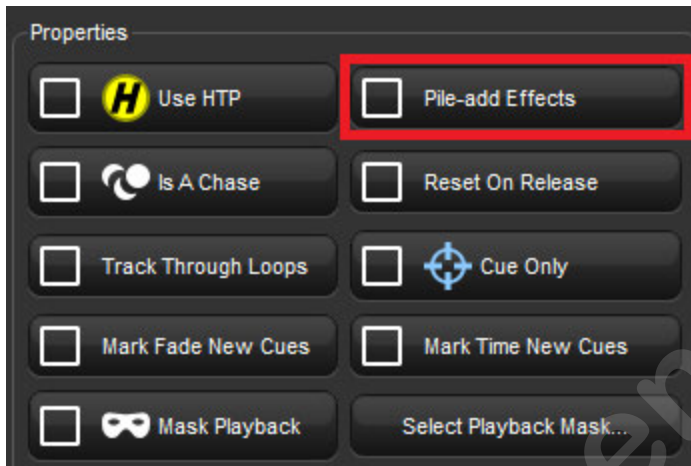 Properties
H Use HTP
Pile-add Effects
Is A Chase
Reset On Release
Track Through Loops
Cue Only
Mark Fade New Cues
Mark Time New Cues
Mask Playback
Select Playback Mask...